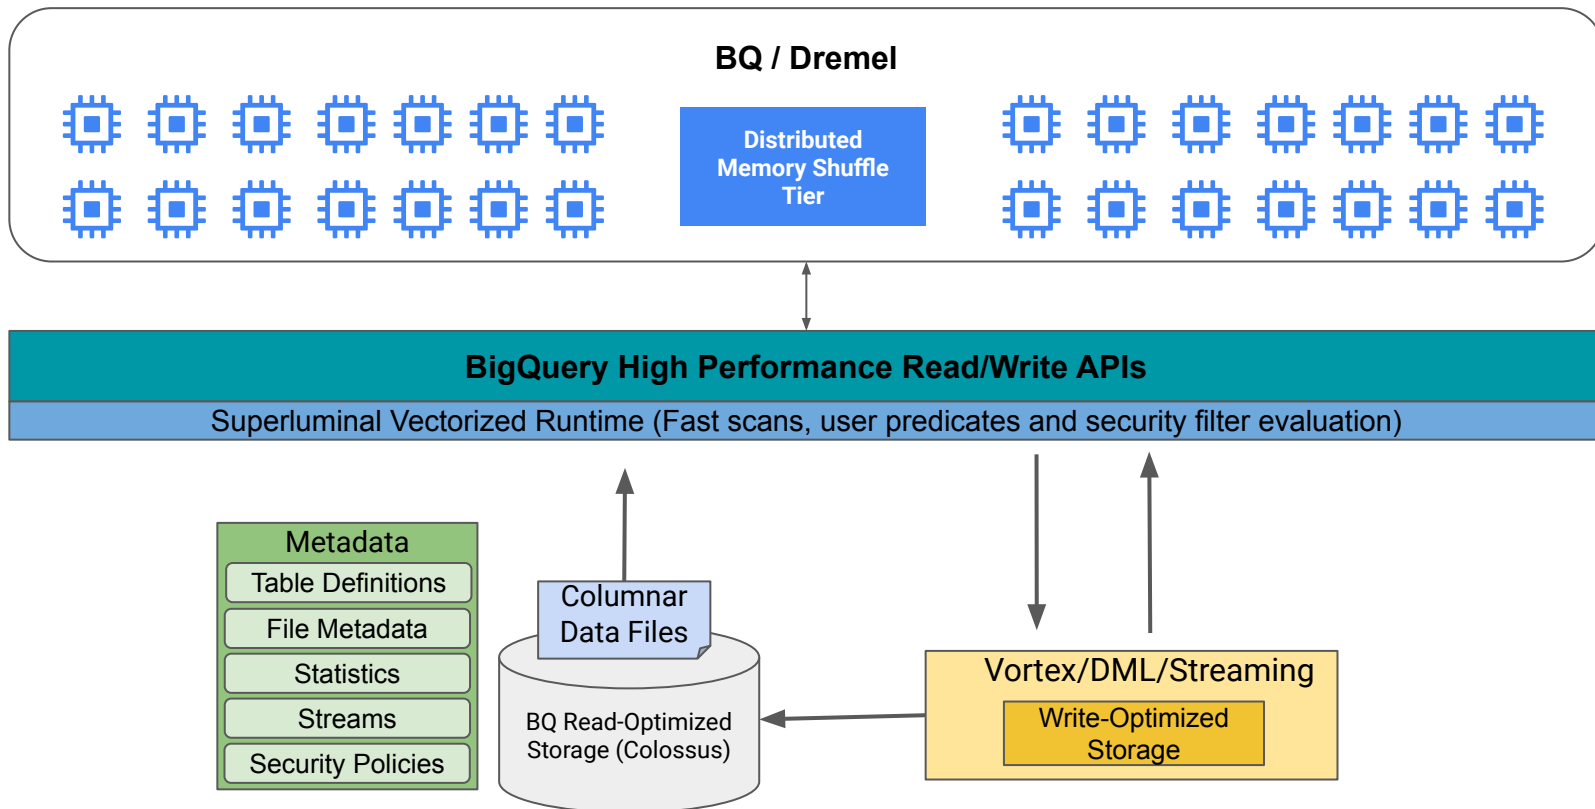 BQ / Dremel
Distributed
Memory Shuffle
Tier
BigQuery High Performance Read/Write APIs
Superluminal Vectorized Runtime (Fast scans, user predicates and security filter evaluation)
Metadata
Table Definitions
File Metadata
Statistics
Streams
Security Policies
Columnar
Data Files
BQ Read-Optimized
Storage (Colossus)
Vortex/DML/Streaming
Write-Optimized
Storage